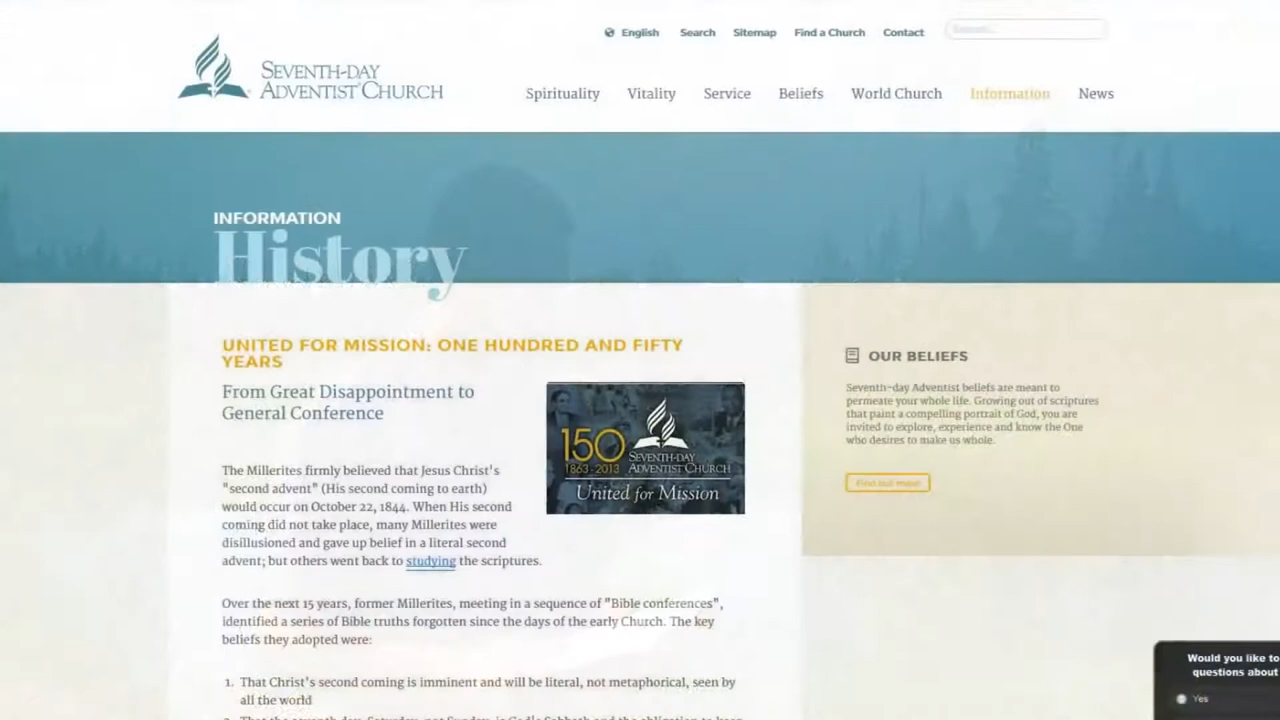 English Search Sitemap Find a Church Contact
SEVENTH-DAY
ADVENTIST CHURCH
Spirituality Vitality Service Beliefs World Church Information News
INFORMATION
History
UNITED FOR MISSION: ONE HUNDRED AND FIFTY
YEARS
From Great Disappointment to
General Conference
150
1863-2013
SEVENTH-DAY
ADVENTIST CHURCH
United for Mission
The Millerites firmly believed that Jesus Christ's
"second advent" (His second coming to earth)
would occur on October 22, 1844. When His second
coming did not take place, many Millerites were
disillusioned and gave up belief in a literal second
advent; but others went back to studying the scriptures.
Over the next 15 years, former Millerites, meeting in a sequence of "Bible conferences",
identified a series of Bible truths forgotten since the days of the early Church. The key
beliefs they adopted were:
1. That Christ's second coming is imminent and will be literal, not metaphorical, seen by
all the world
OUR BELIEFS
Seventh-day Adventist beliefs are meant to
permeate your whole life. Growing out of scriptures
that paint a compelling portrait of God, you are
invited to explore, experience and know the One
who desires to make us whole.
Find out more
Would you like to
questions about
Yes